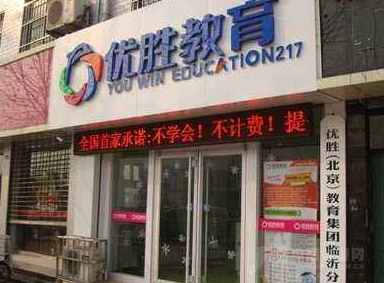 优胜教育
YOU WIN EDUCATION217
全国首家承诺:不学会!不计费!提
优胜(北京)教育集团临沂分